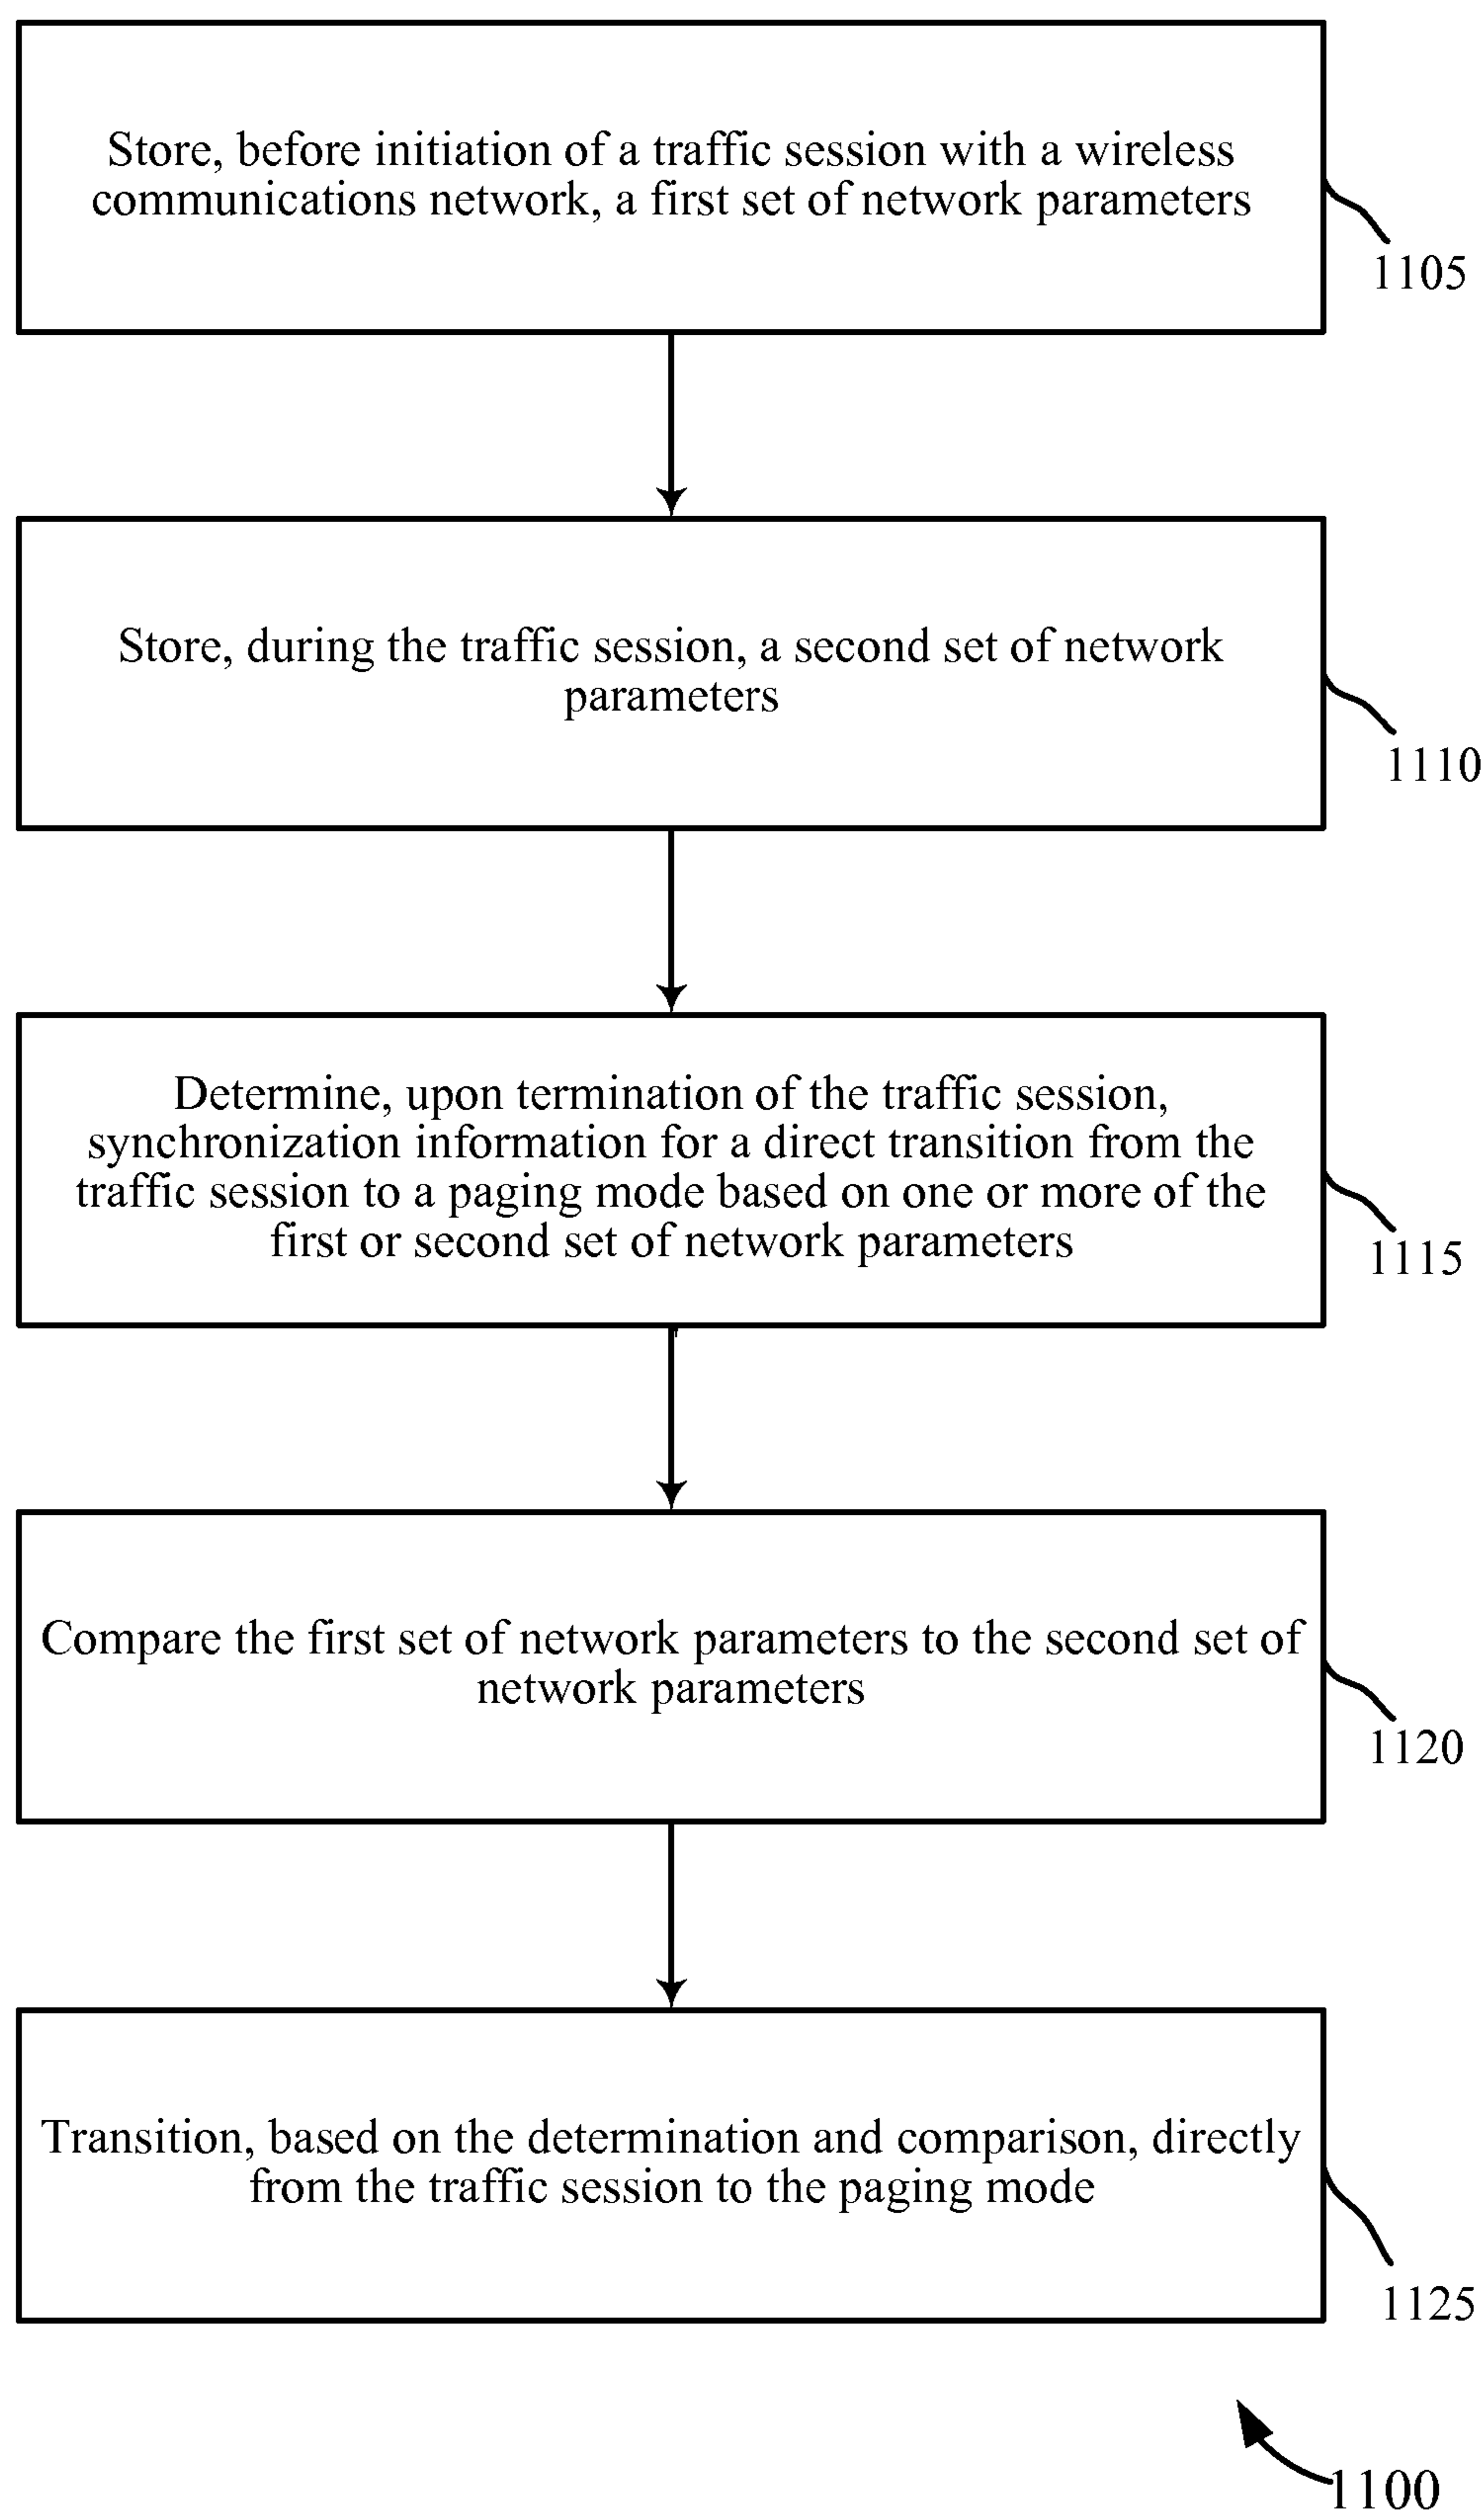 Store, before initiation of a traffic session with a wireless
communications network, a first set of network parameters
1105
Store, during the traffic session, a second set of network
parameters
1110
Determine, upon termination of the traffic session,
synchronization information for a direct transition from the
traffic session to a paging mode based on one or more of the
first or second set of network parameters
1115
Compare the first set of network parameters to the second set of
network parameters
1120
Transition, based on the determination and comparison, directly
from the traffic session to the paging mode
1125
1100